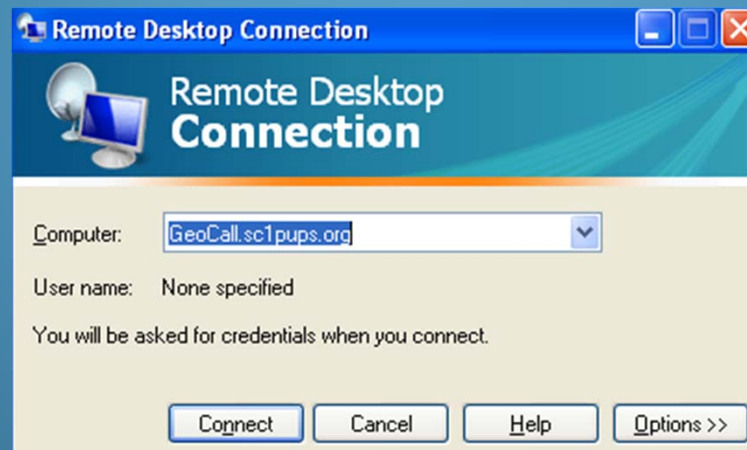 Remote Desktop Connection
Remote Desktop
Connection
Computer: GeoCall.sc1pups.org
User name: None specified
You will be asked for credentials when you connect.
Connect Cancel Help Options >>